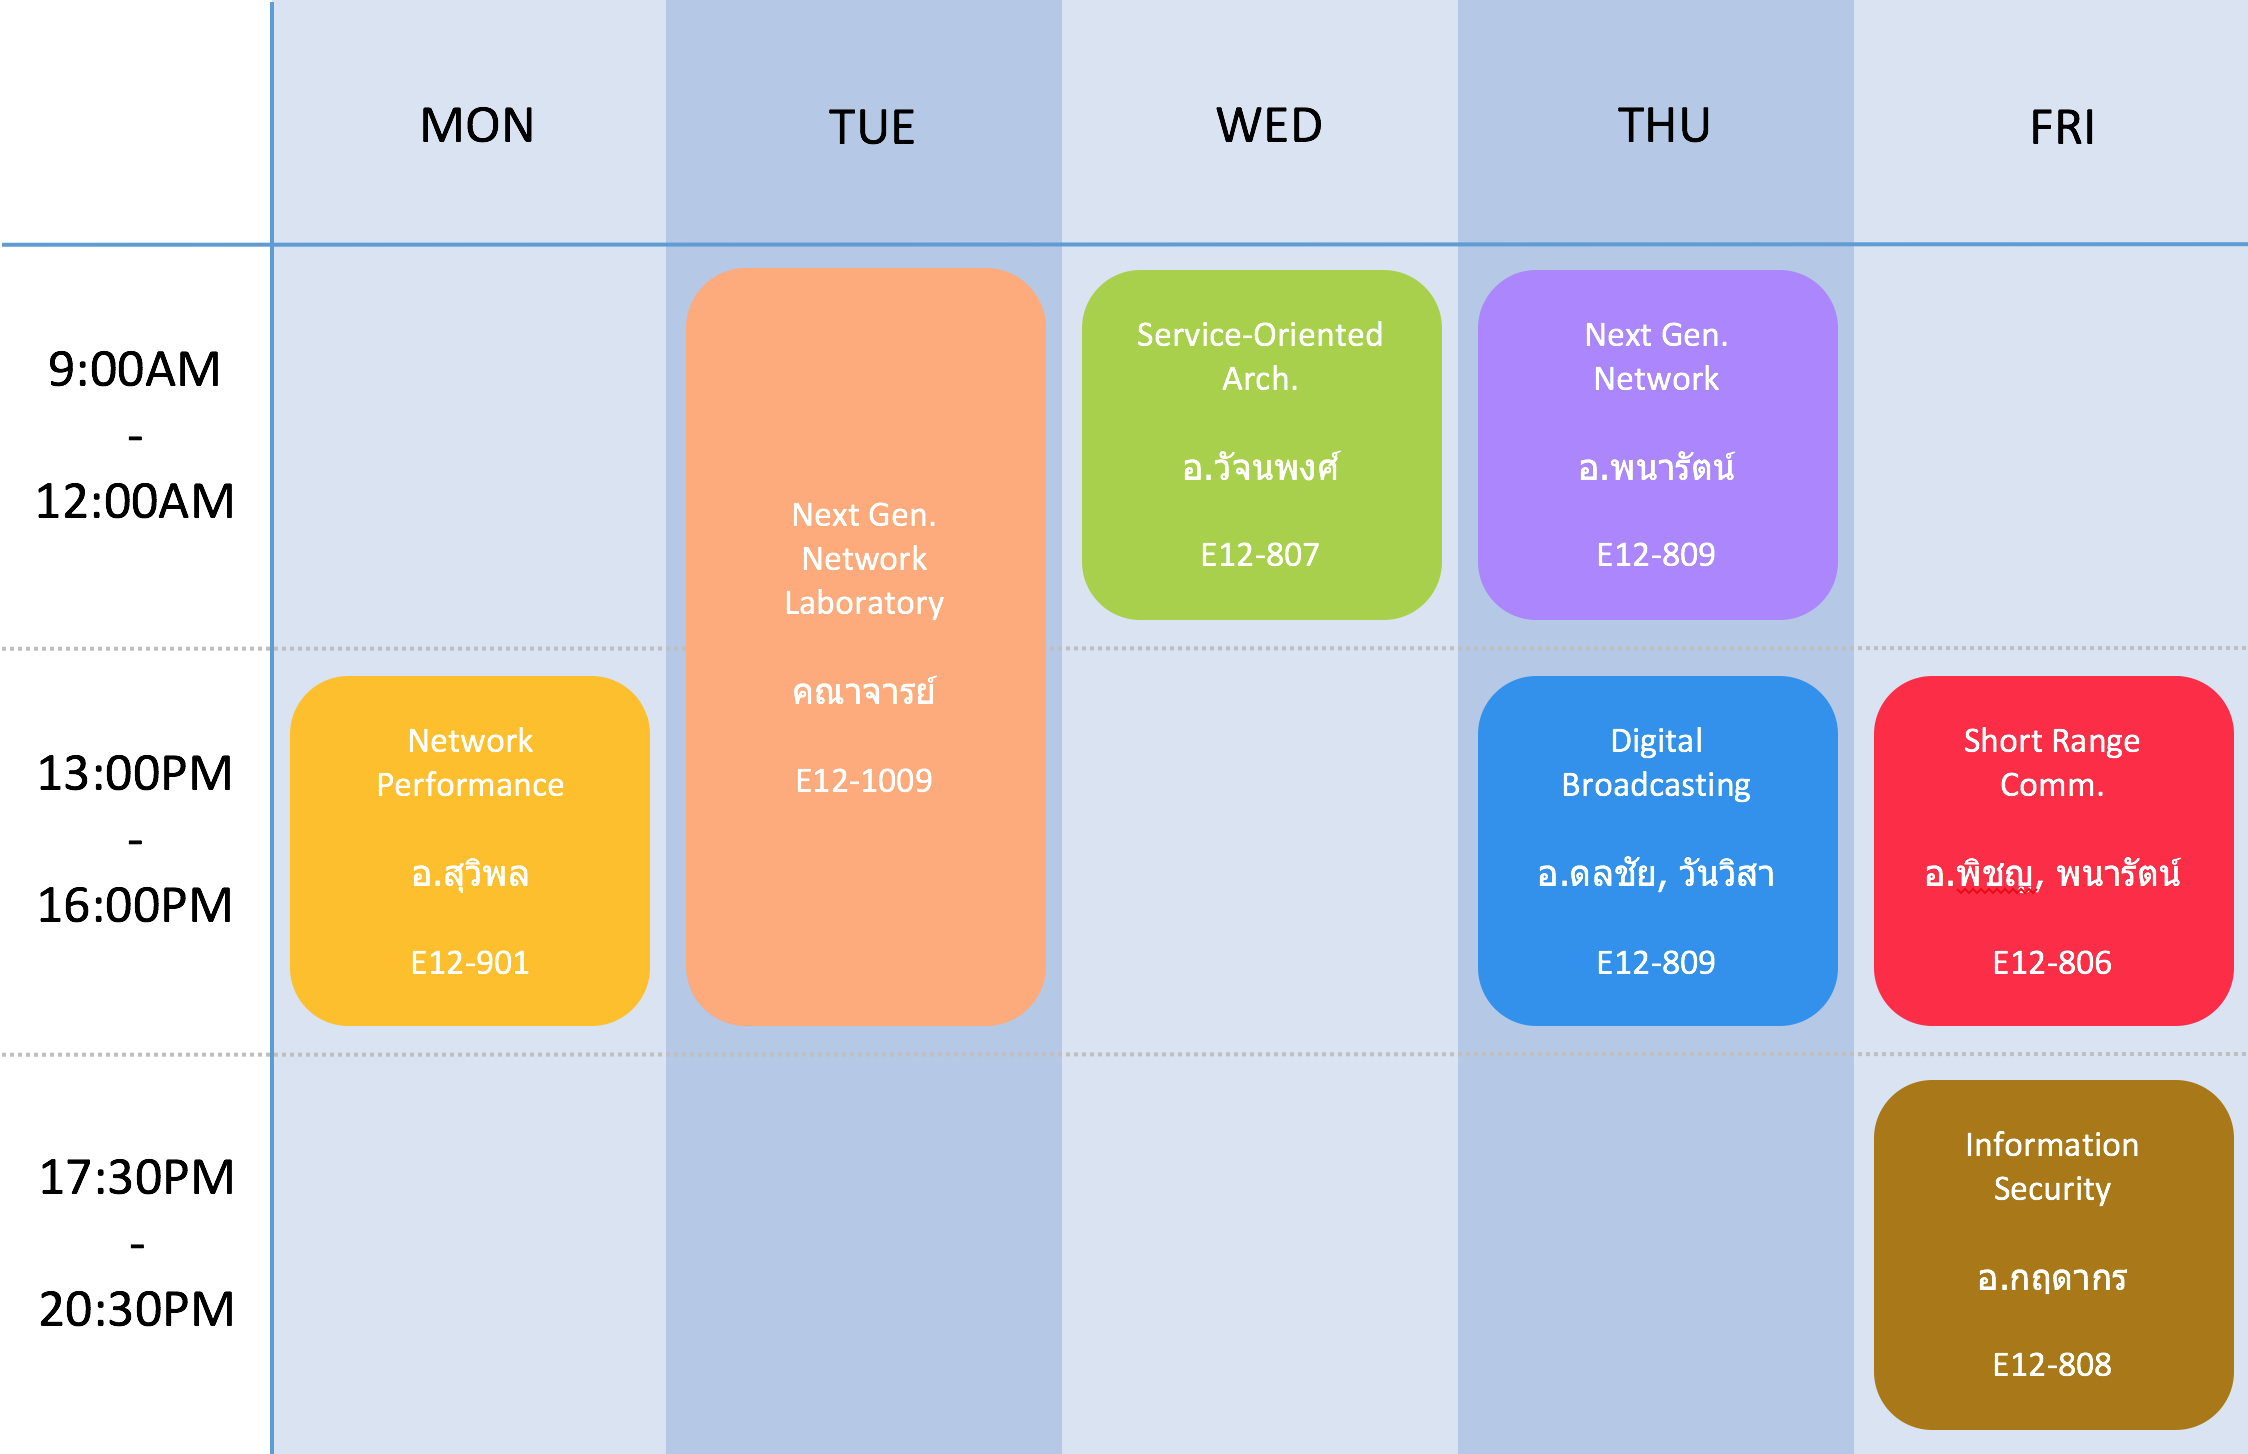 MON
TUE
WED
THU
FRI
9:00AM
-
12:00AM
Next Gen.
Network
Laboratory
คณาจารย์
E12-1009
Service-Oriented
Arch.
อ.วัจนพงศ์
E12-807
Next Gen.
Network
อ.พนารัตน์
E12-809
13:00PM
-
16:00PM
Network
Performance
อ.สุวิพล
E12-901
Digital
Broadcasting
อ.ดลชัย, วันวิสา
E12-809
Short Range
Comm.
อ.พิชญ, พนารัตน์
E12-806
17:30PM
-
20:30PM
Information
Security
อ.กฤดากร
E12-808